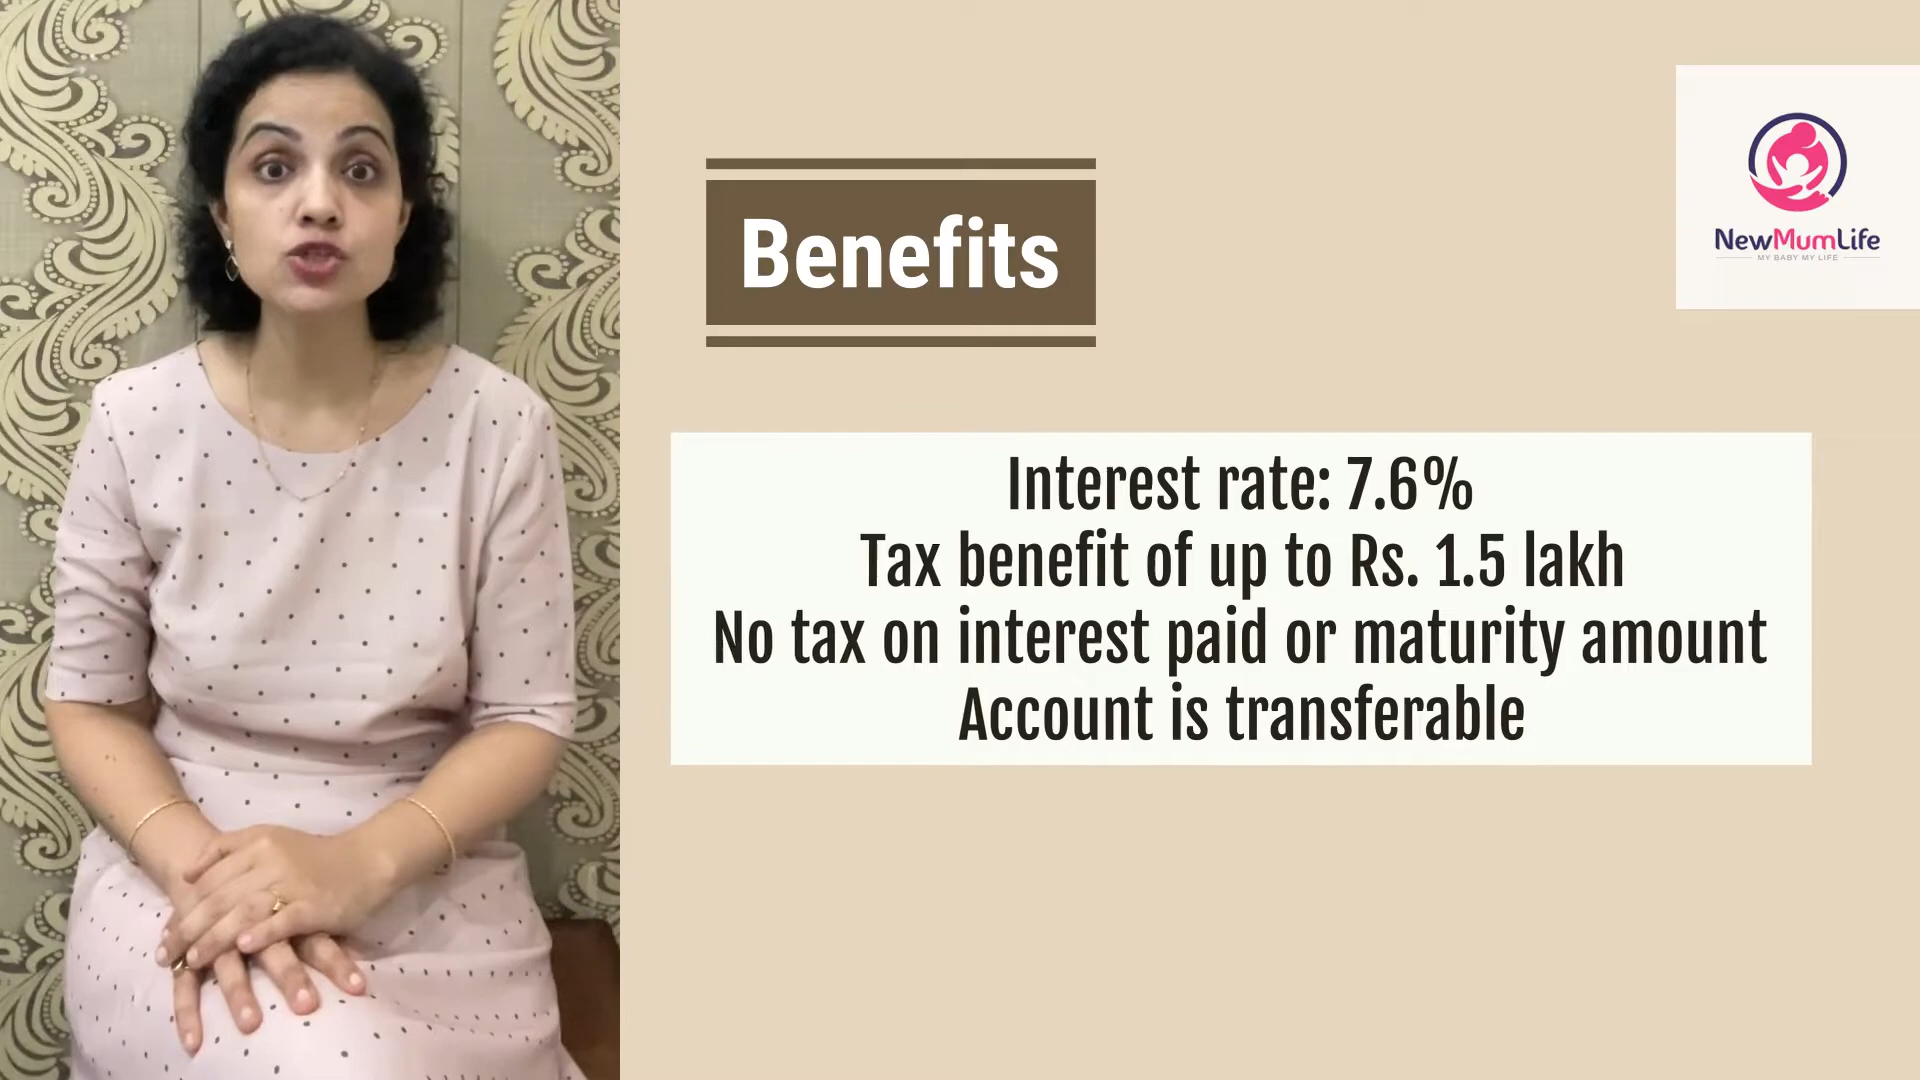 Benefits
NewMumLife
MY BABY MY LIFE
Interest rate: 7.6%
Tax benefit of up to Rs. 1.5 lakh
No tax on interest paid or maturity amount
Account is transferable